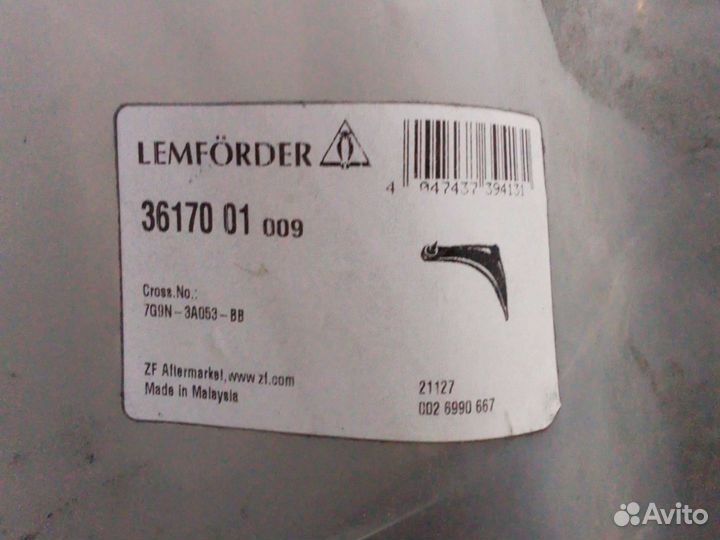 LEMFÖRDER
4 047437 394131
36170 01 009
Cross.No.:
7G9N-3A053-BB
ZF Aftermarket, www.zf.com
Made in Malaysia
21127
002 6990 667
Avito